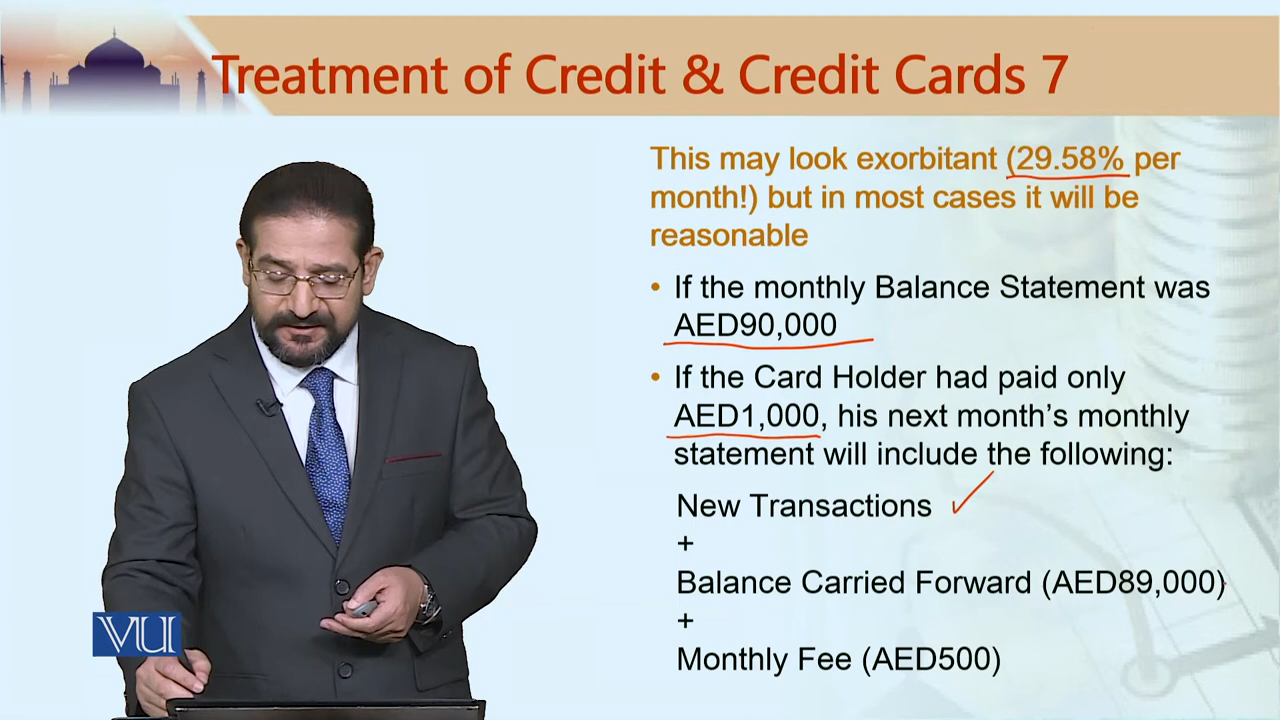 Treatment of Credit & Credit Cards 7
This may look exorbitant (29.58% per
month!) but in most cases it will be
reasonable
• If the monthly Balance Statement was
AED90,000
• If the Card Holder had paid only
AED1,000, his next month's monthly
statement will include the following:
New Transactions
+
Balance Carried Forward (AED89,000)
+
Monthly Fee (AED500)
VU